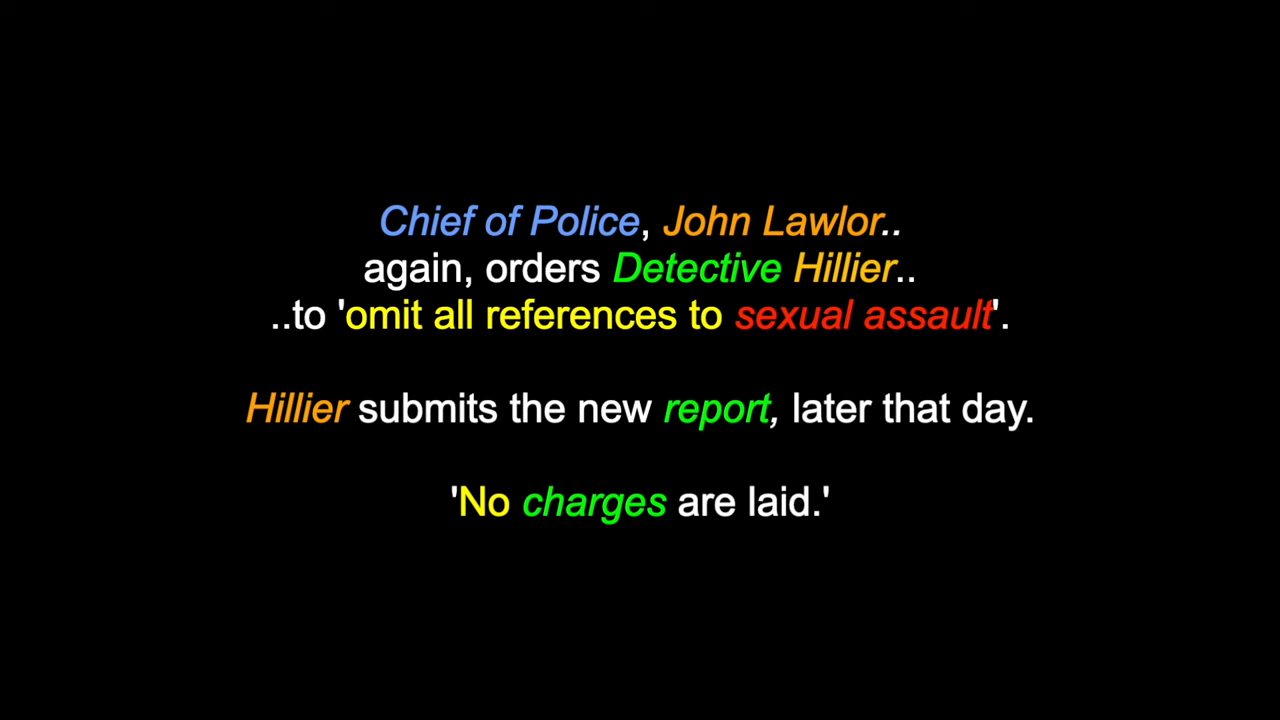 Chief of Police, John Lawlor..
again, orders Detective Hillier..
..to 'omit all references to sexual assault'.
Hillier submits the new report, later that day.
'No charges are laid.'